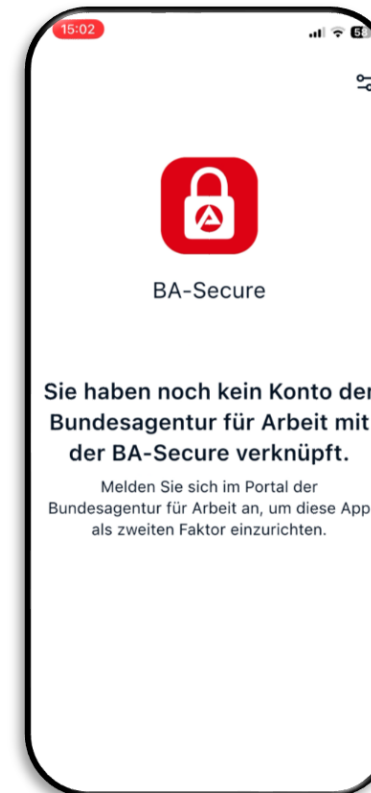 15:02
58
BA-Secure
Sie haben noch kein Konto der
Bundesagentur für Arbeit mit
der BA-Secure verknüpft.
Melden Sie sich im Portal der
Bundesagentur für Arbeit an, um diese App
als zweiten Faktor einzurichten.